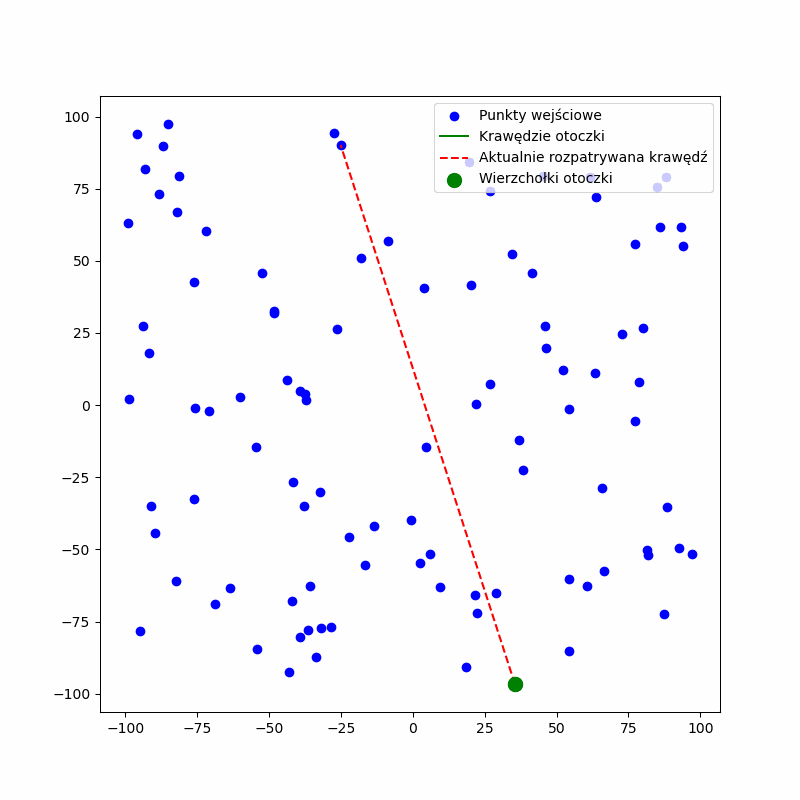 Punkty wejściowe
Krawędzie otoczki
Aktualnie rozpatrywana krawędź
Wierzchołki otoczki
100
75
50
25
0
−25
−50
−75
−100
−100 −75 −50 −25 0 25 50 75 100